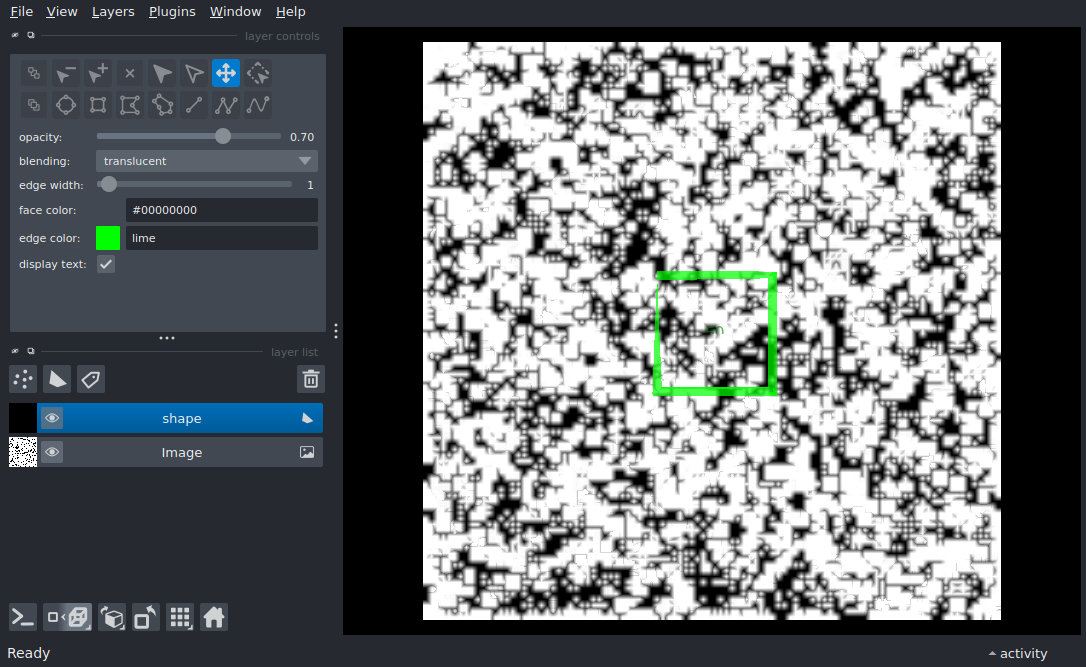 File View Layers Plugins Window Help
layer controls
opacity: 0.70
blending: translucent
edge width: 1
face color: #00000000
edge color: lime
display text:
layer list
shape
Image
Ready
activity